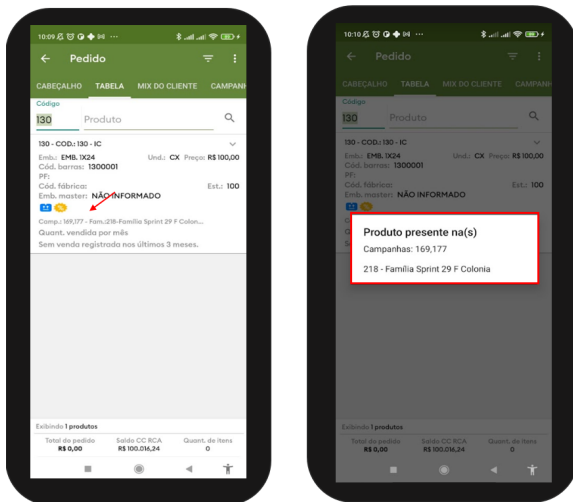 10:09
Pedido
CABEÇALHO TABELA MIX DO CLIENTE CAMPANH
Código
130 Produto
130 - COD.: 130 - IC
Emb.: EMB. 1X24 Und.: CX Preço: R$ 100,00
Cód. barras: 1300001
PF:
Cód. fábrica: Est.: 100
Emb. master: NÃO INFORMADO
Camp.: 169,177 - Fam.:218-Família Sprint 29 F Colon...
Quant. vendida por mês
Sem venda registrada nos últimos 3 meses.
Exibindo 1 produtos
Total do pedido Saldo CC RCA Quant. de itens
R$ 0,00 R$ 100.016,24 0
10:10
Pedido
CABEÇALHO TABELA MIX DO CLIENTE CAMPANH
Código
130 Produto
130 - COD.: 130 - IC
Emb.: EMB. 1X24 Und.: CX Preço: R$ 100,00
Cód. barras: 1300001
PF:
Cód. fábrica: Est.: 100
Emb. master: NÃO INFORMADO
Produto presente na(s)
Campanhas: 169,177
218 - Família Sprint 29 F Colonia
Exibindo 1 produtos
Total do pedido Saldo CC RCA Quant. de itens
R$ 0,00 R$ 100.016,24 0